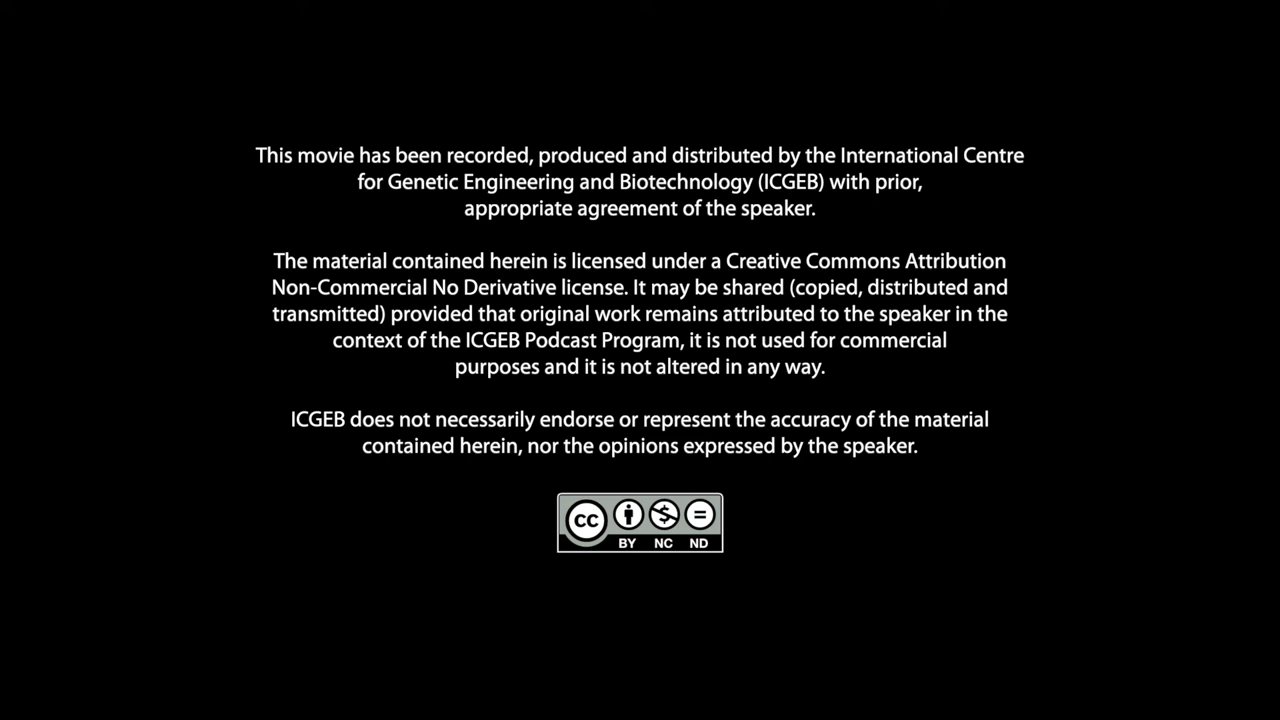 This movie has been recorded, produced and distributed by the International Centre
for Genetic Engineering and Biotechnology (ICGEB) with prior,
appropriate agreement of the speaker.
The material contained herein is licensed under a Creative Commons Attribution
Non-Commercial No Derivative license. It may be shared (copied, distributed and
transmitted) provided that original work remains attributed to the speaker in the
context of the ICGEB Podcast Program, it is not used for commercial
purposes and it is not altered in any way.
ICGEB does not necessarily endorse or represent the accuracy of the material
contained herein, nor the opinions expressed by the speaker.
CC
BY NC ND